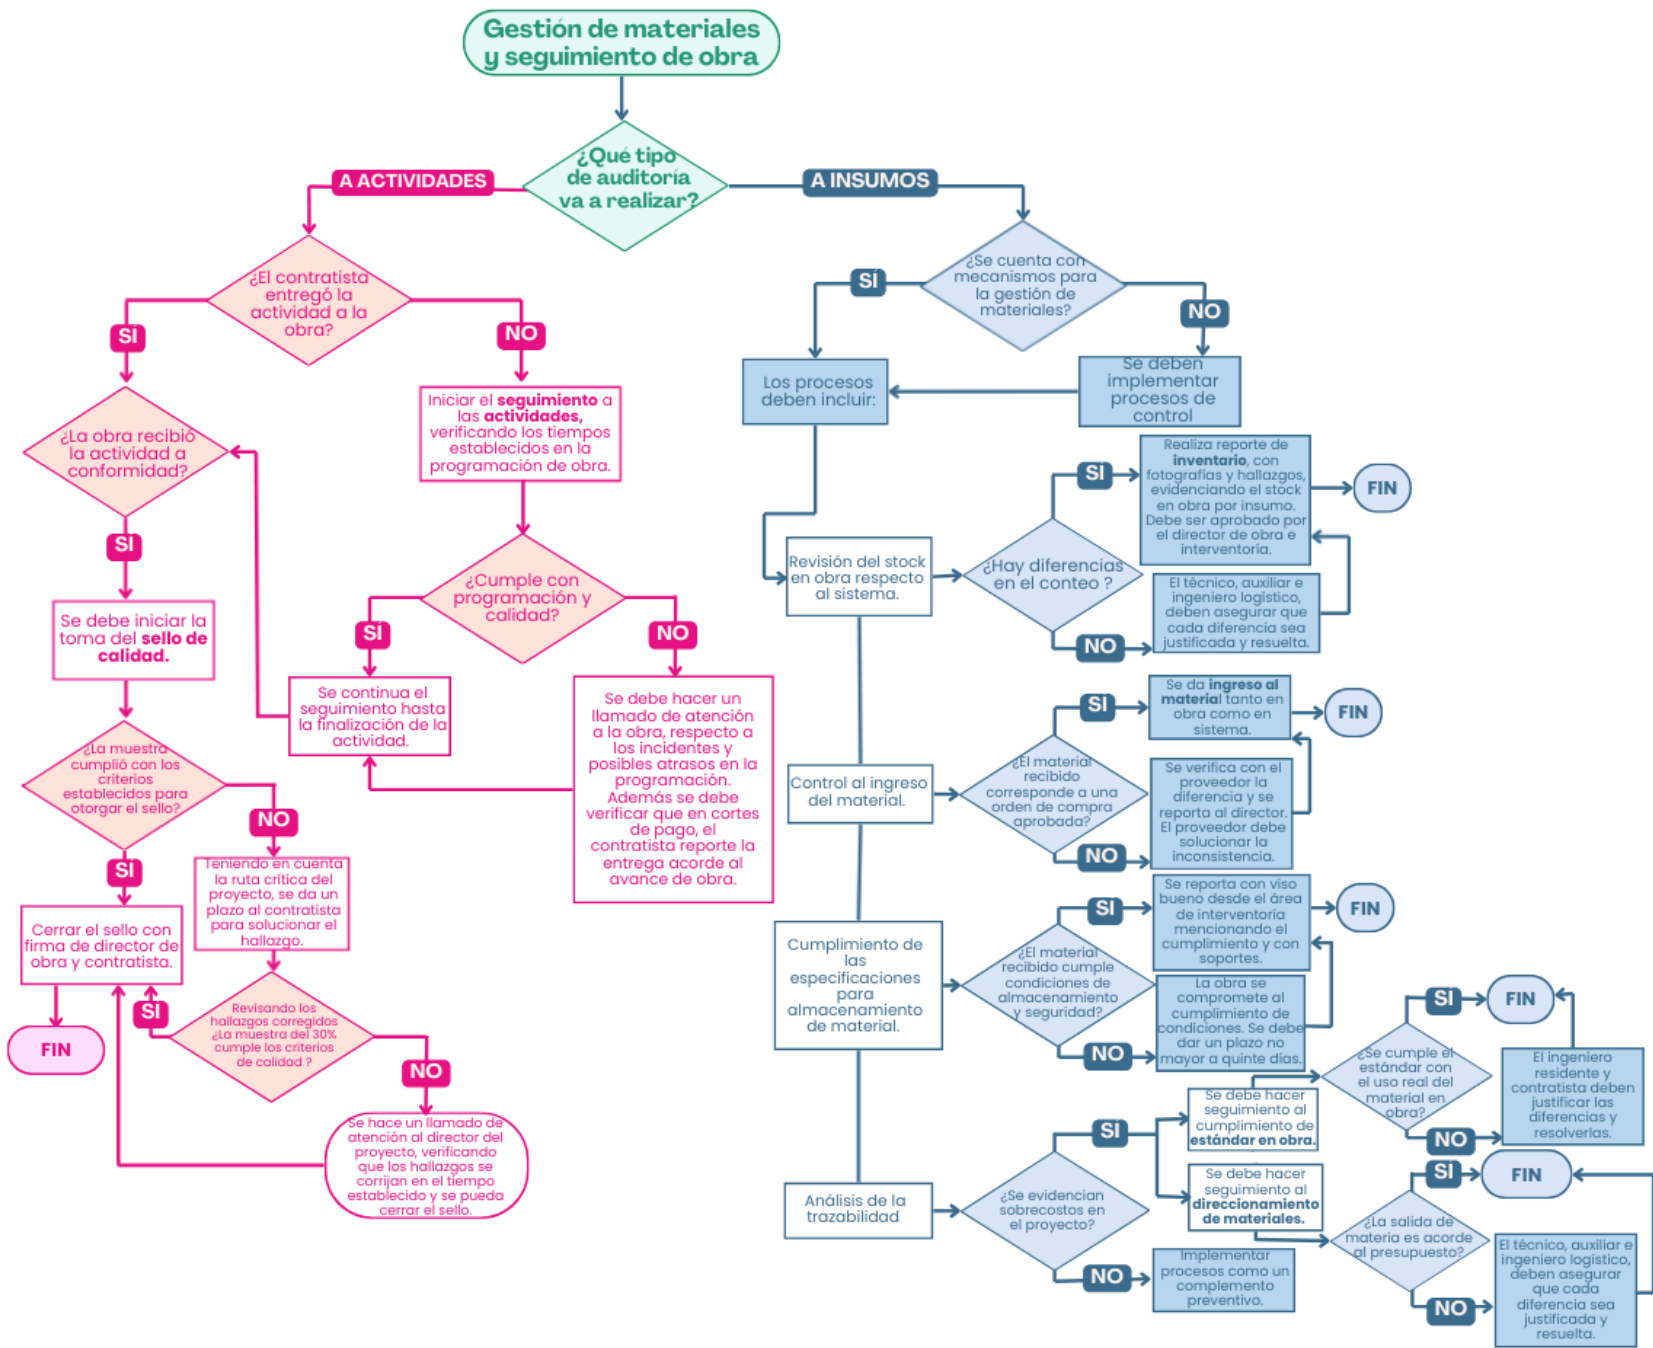 Gestión de materiales
y seguimiento de obra
¿Qué tipo
de auditoría
va a realizar?
A ACTIVIDADES
A INSUMOS
¿El contratista
entregó la
actividad a la
obra?
SÍ
NO
¿La obra recibió
la actividad a
conformidad?
SI
Se debe iniciar la
toma del sello de
calidad.
¿La muestra
cumplió con los
criterios
establecidos para
otorgar el sello?
SI
NO
Cerrar el sello con
firma de director de
obra y contratista.
FIN
Teniendo en cuenta
la ruta crítica del
proyecto, se da un
plazo al contratista
para solucionar el
hallazgo.
Revisando los
hallazgos corregidos
¿La muestra del 30%
cumple los criterios
de calidad ?
SI
NO
Se hace un llamado de
atención al director del
proyecto, verificando
que los hallazgos se
corrijan en el tiempo
establecido y se pueda
cerrar el sello.
Iniciar el seguimiento a
las actividades,
verificando los tiempos
establecidos en la
programación de obra.
¿Cumple con
programación y
calidad?
SÍ
NO
Se continua el
seguimiento hasta
la finalización de la
actividad.
Se debe hacer un
llamado de atención
a la obra, respecto a
los incidentes y
posibles atrasos en la
programación.
Además se debe
verificar que en cortes
de pago, el
contratista reporte la
entrega acorde al
avance de obra.
¿Se cuenta con
mecanismos para
la gestión de
materiales?
SÍ
NO
Los procesos
deben incluir:
Se deben
implementar
procesos de
control
Revisión del stock
en obra respecto
al sistema.
¿Hay diferencias
en el conteo ?
SI
NO
Realiza reporte de
inventario, con
fotografías y hallazgos,
evidenciando el stock
en obra por insumo.
Debe ser aprobado por
el director de obra e
interventoría.
FIN
El técnico, auxiliar e
ingeniero logístico,
deben asegurar que
cada diferencia sea
justificada y resuelta.
Control al ingreso
del material.
¿El material
recibido
corresponde a una
orden de compra
aprobada?
SI
NO
Se da ingreso al
material tanto en
obra como en
sistema.
FIN
Se verifica con el
proveedor la
diferencia y se
reporta al director.
El proveedor debe
solucionar la
inconsistencia.
Cumplimiento de
las
especificaciones
para
almacenamiento
de material.
¿El material
recibido cumple
condiciones de
almacenamiento
y seguridad?
SI
NO
Se reporta con viso
bueno desde el área
de interventoría
mencionando el
cumplimiento y con
soportes.
FIN
La obra se
compromete al
cumplimiento de
condiciones. Se debe
dar un plazo no
mayor a quinte días.
Análisis de la
trazabilidad
¿Se evidencian
sobrecostos en
el proyecto?
SI
NO
Se debe hacer
seguimiento al
cumplimiento de
estándar en obra.
Se debe hacer
seguimiento al
direccionamiento
de materiales.
Implementar
procesos como un
complemento
preventivo.
¿Se cumple el
estándar con
el uso real del
material en
obra?
SI
FIN
NO
El ingeniero
residente y
contratista deben
justificar las
diferencias y
resolverlas.
¿La salida de
materia es acorde
al presupuesto?
SÍ
FIN
NO
El técnico, auxiliar e
ingeniero logístico,
deben asegurar
que cada
diferencia sea
justificada y
resuelta.